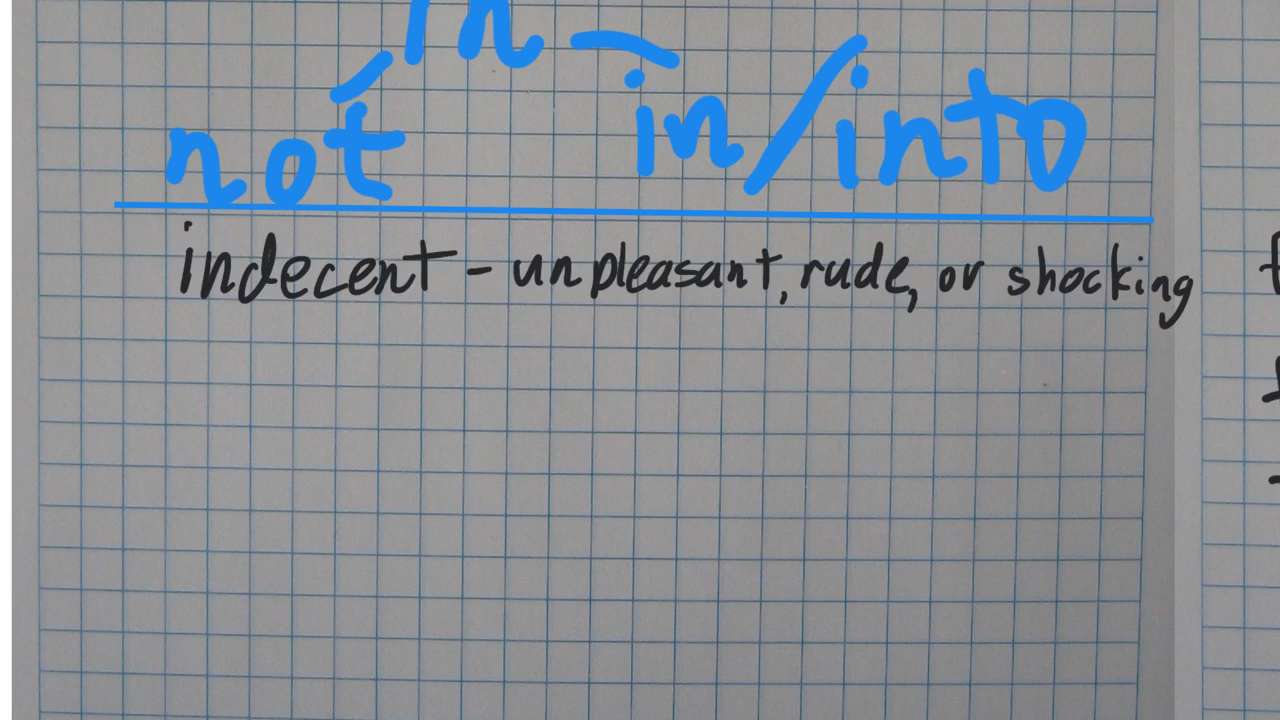 in
not in/into
indecent - unpleasant, rude, or shocking